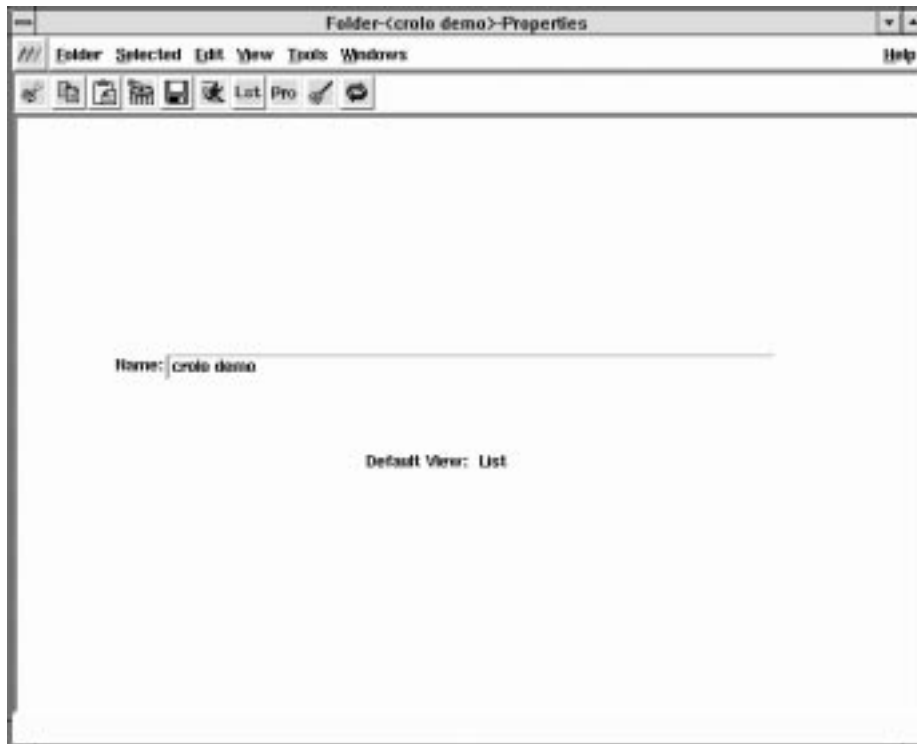 Folder-<crolo demo>-Properties
Folder Selected Edit View Tools Windows Help
Lst Pro
Name: crolo demo
Default View: List